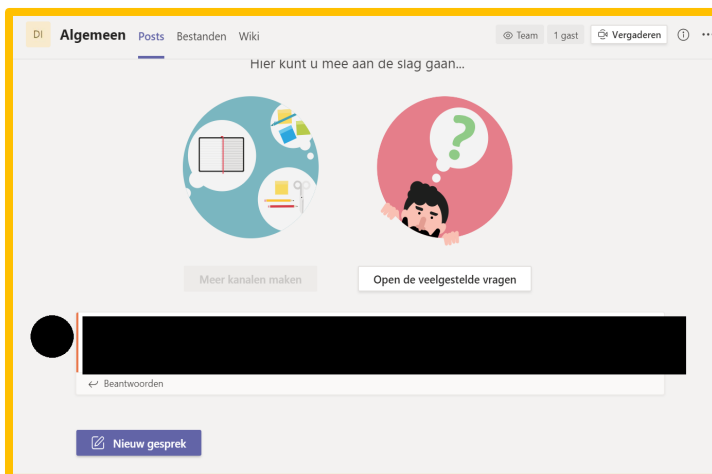 DI Algemeen Posts Bestanden Wiki Team 1 gast Vergaderen
Hier kunt u mee aan de slag gaan...
Meer kanalen maken Open de veelgestelde vragen
Beantwoorden
Nieuw gesprek